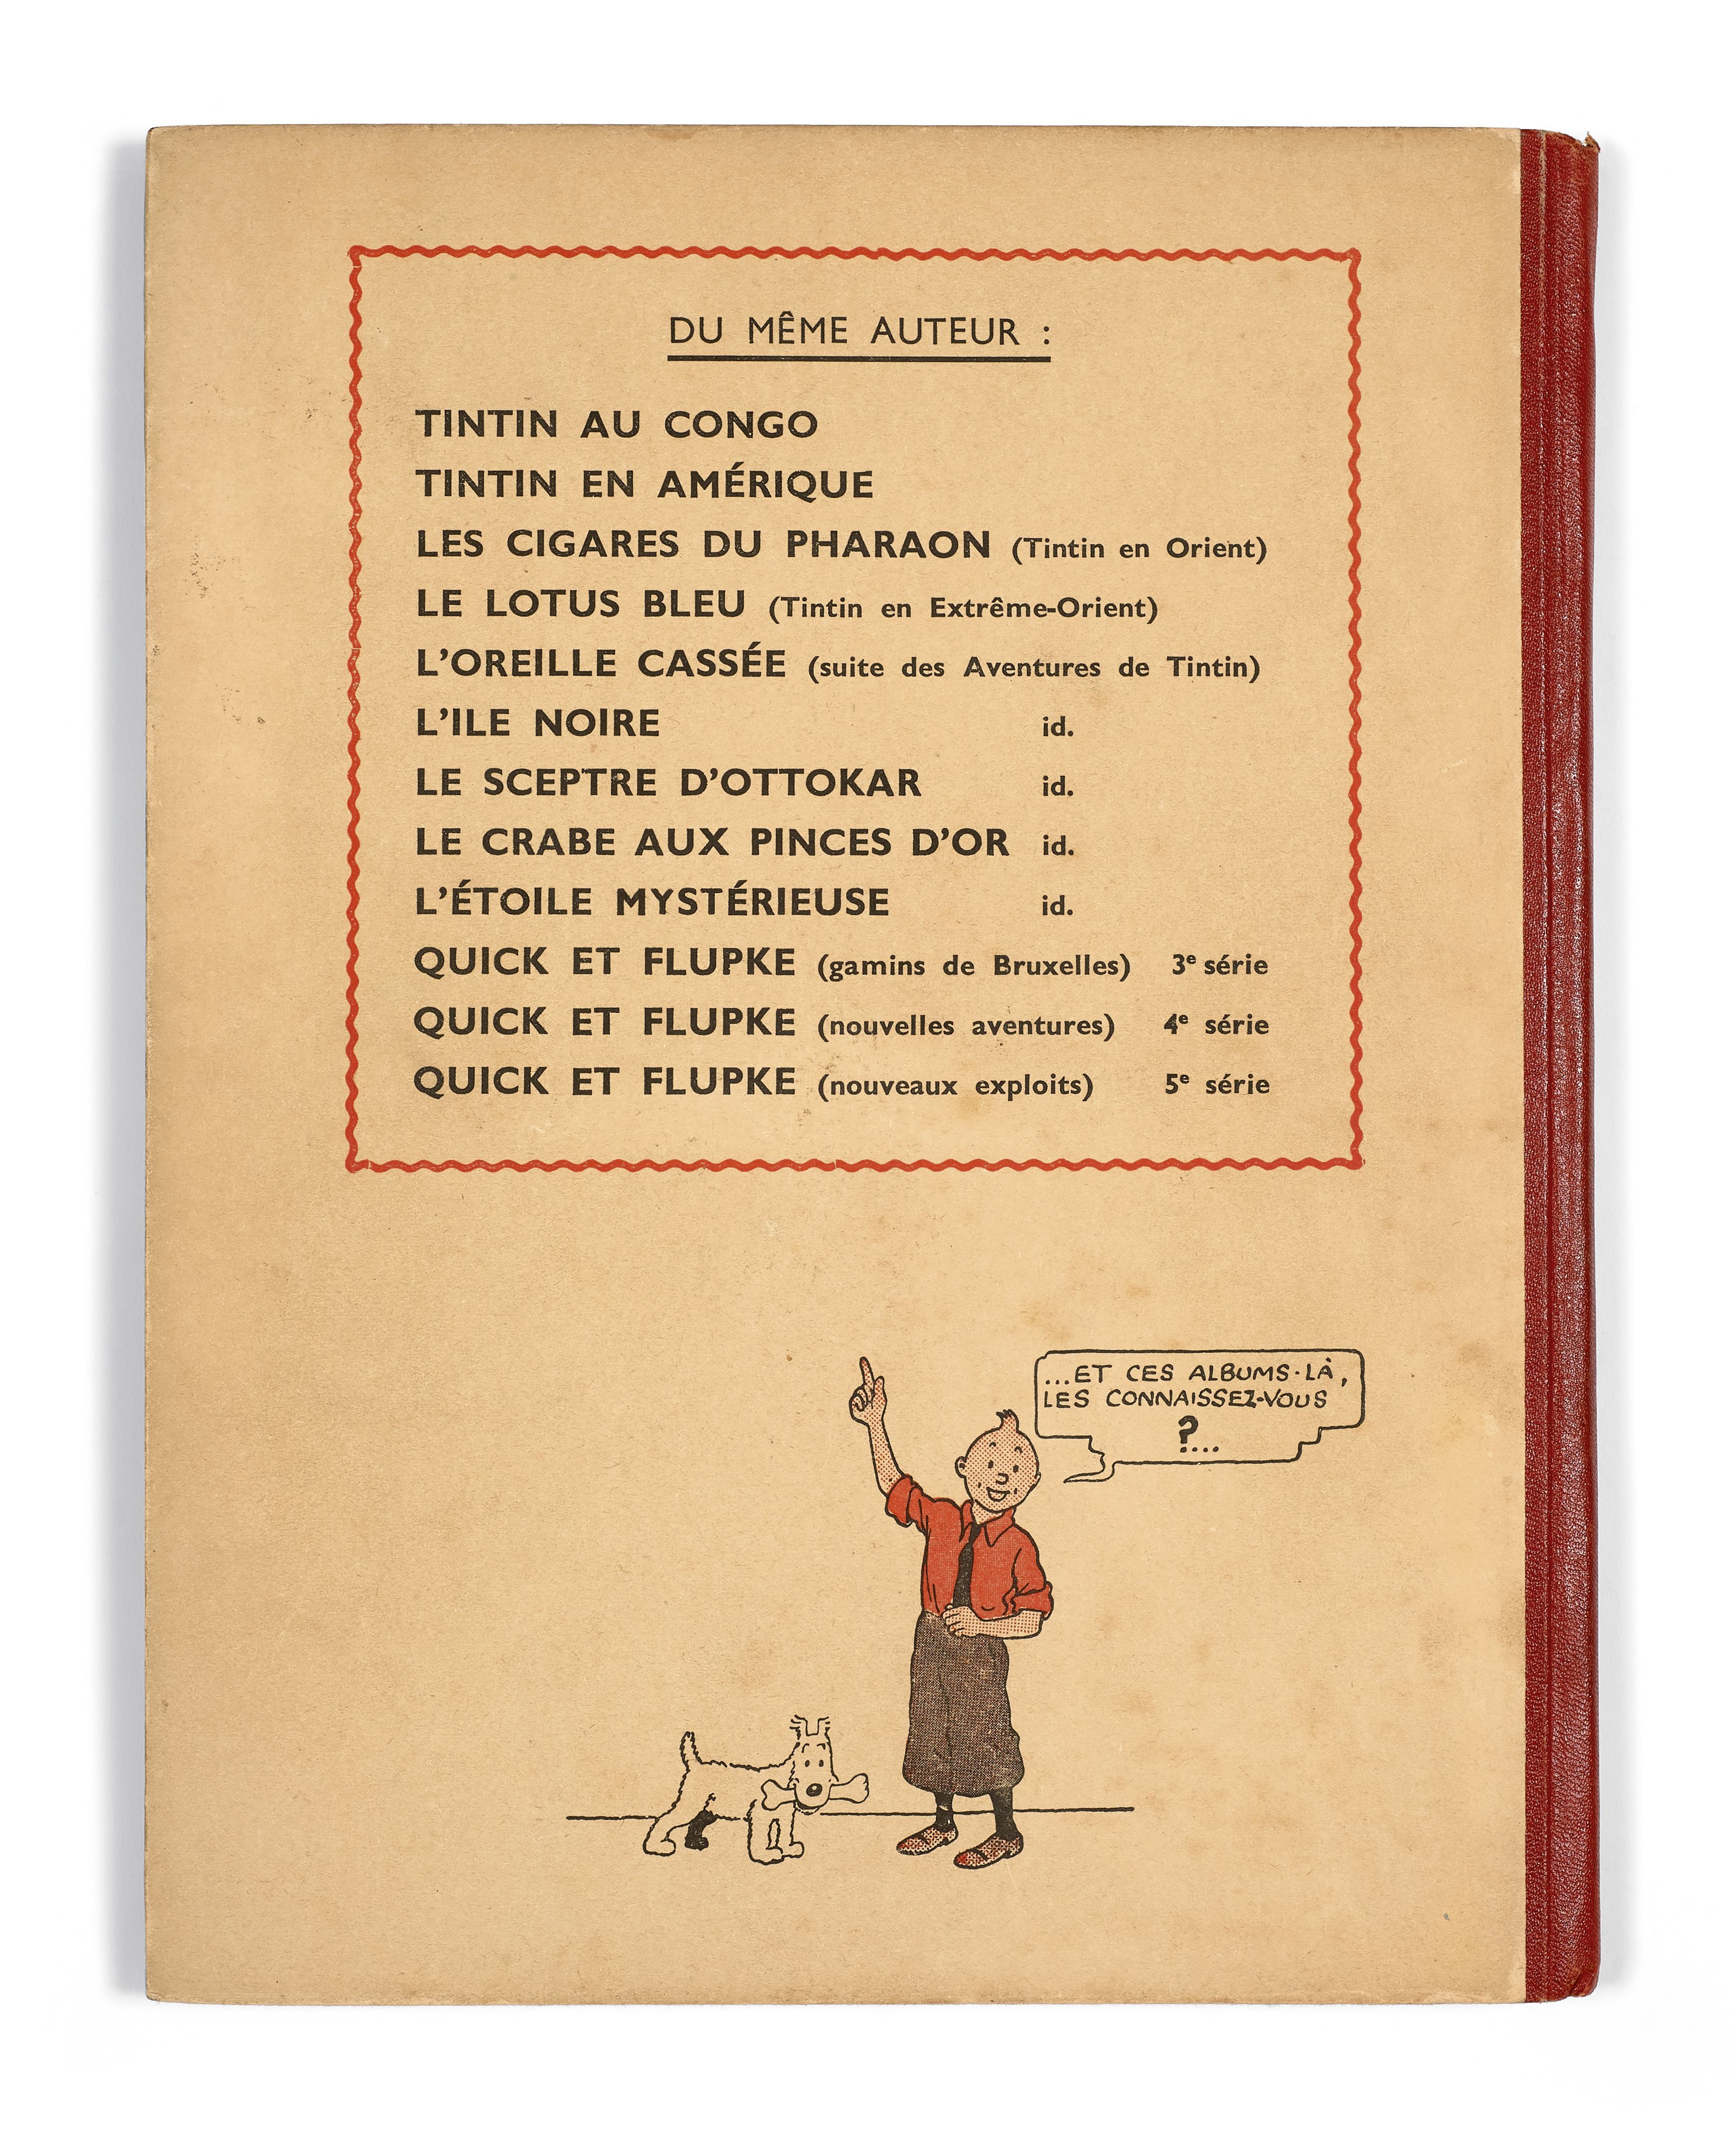 DU MÊME AUTEUR :
TINTIN AU CONGO
TINTIN EN AMÉRIQUE
LES CIGARES DU PHARAON (Tintin en Orient)
LE LOTUS BLEU (Tintin en Extrême-Orient)
L'OREILLE CASSÉE (suite des Aventures de Tintin)
L'ILE NOIRE id.
LE SCEPTRE D'OTTOKAR id.
LE CRABE AUX PINCES D'OR id.
L'ÉTOILE MYSTÉRIEUSE id.
QUICK ET FLUPKE (gamins de Bruxelles) 3e série
QUICK ET FLUPKE (nouvelles aventures) 4e série
QUICK ET FLUPKE (nouveaux exploits) 5e série
...ET CES ALBUMS-LÀ,
LES CONNAISSEZ-VOUS
?...